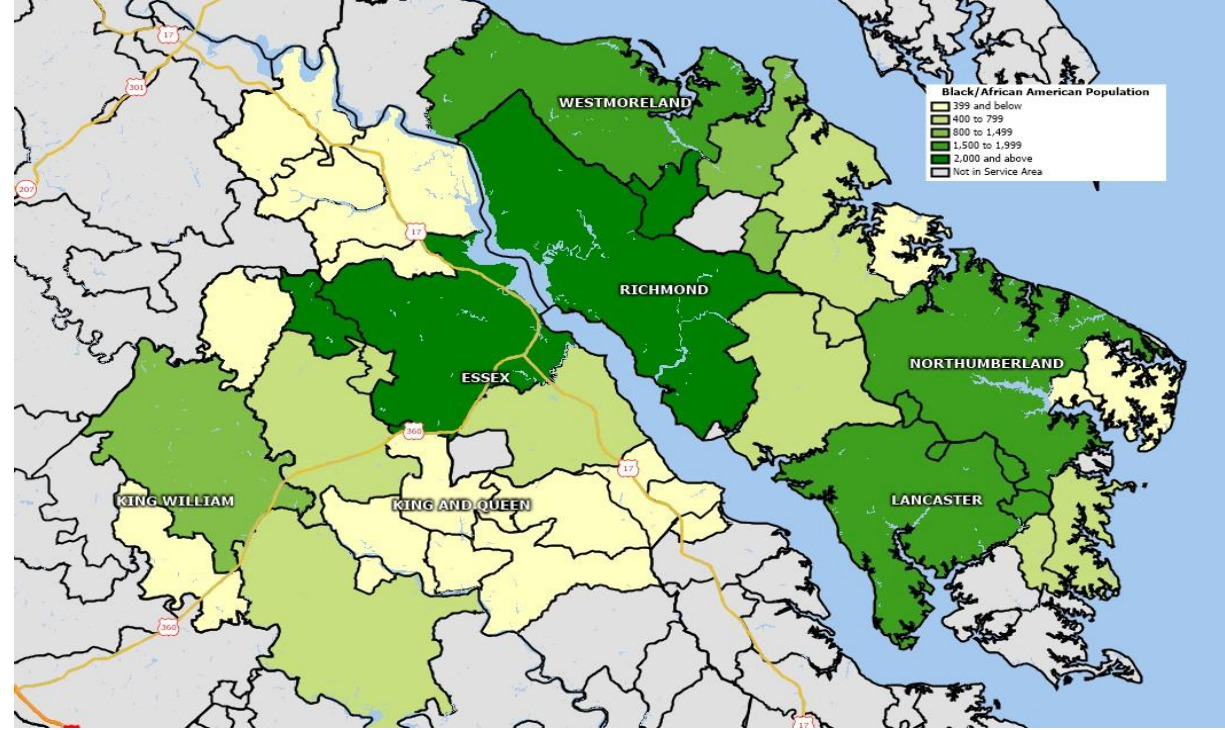 17
301
207
WESTMORELAND
Black/African American Population
399 and below
400 to 799
800 to 1,499
1,500 to 1,999
2,000 and above
Not in Service Area
17
RICHMOND
ESSEX
NORTHUMBERLAND
360
17
KING WILLIAM
KING AND QUEEN
LANCASTER
360
17